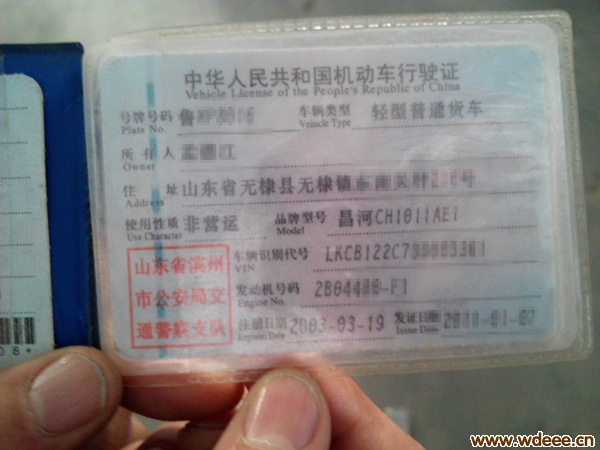 中华人民共和国机动车行驶证
Vehicle License of the People's Republic of China
号牌号码 鲁
Plate No.
车辆类型 轻型普通货车
Vehicle Type
所有人
Owner
住址 山东省无棣县无棣镇 号
Address
使用性质 非营运
Use Character
品牌型号 昌河CH1011AEI
Model
山东省滨州
市公安局交
通警察支队
车辆识别代号
VIN
发动机号码
Engine No.
注册日期 2003-03-19
Register Date
发证日期
Issue Date
www.wdeee.cn